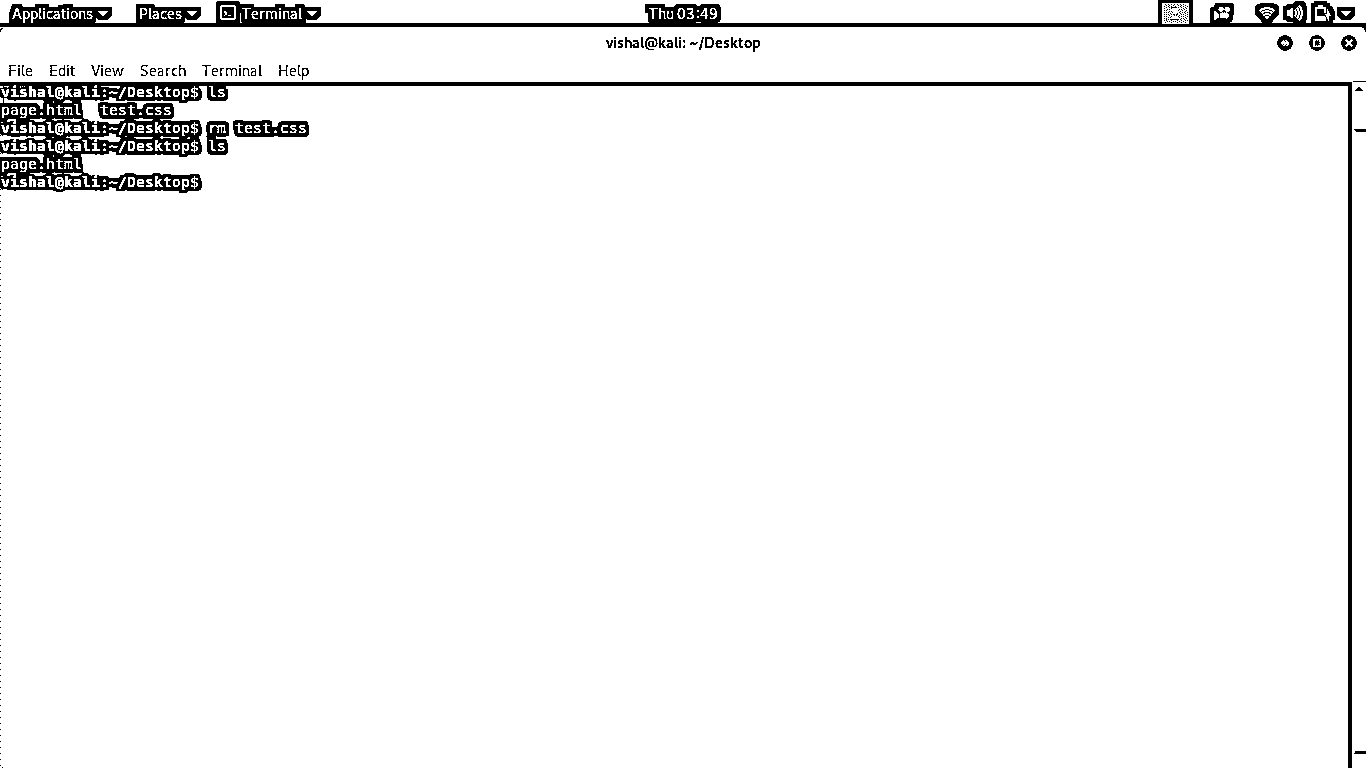 Applications Places Terminal Thu 03:49
vishal@kali: ~/Desktop
File Edit View Search Terminal Help
vishal@kali:~/Desktop$ ls
page.html test.css
vishal@kali:~/Desktop$ rm test.css
vishal@kali:~/Desktop$ ls
page.html
vishal@kali:~/Desktop$